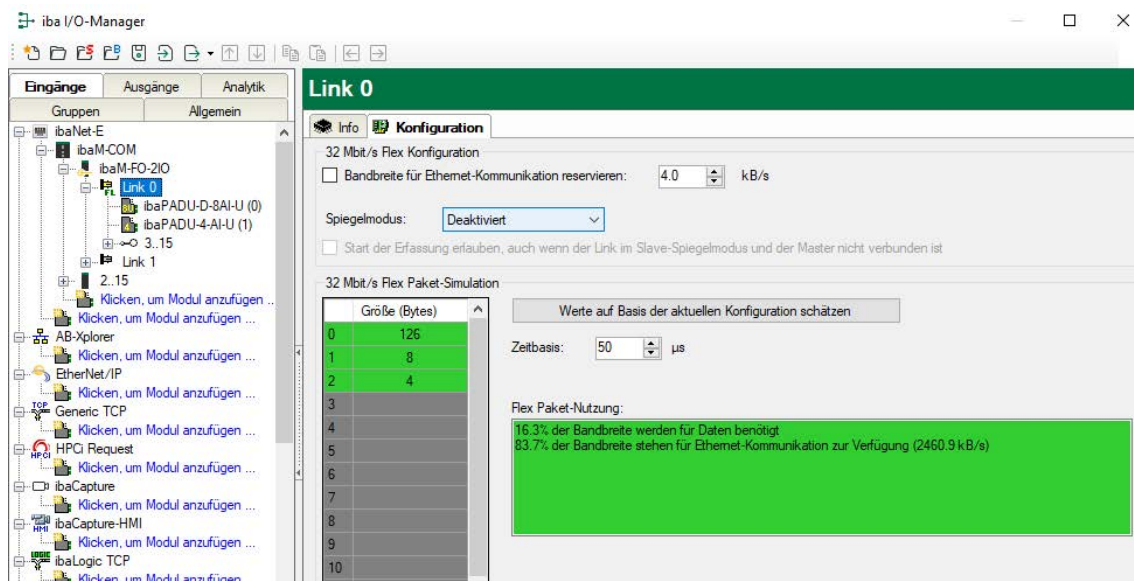 iba I/O-Manager
Eingänge Ausgänge Analytik
Gruppen Allgemein
ibaNet-E
ibaM-COM
ibaM-FO-2IO
Link 0
ibaPADU-D-8AI-U (0)
ibaPADU-4-AI-U (1)
3..15
Link 1
2..15
Klicken, um Modul anzufügen ..
Klicken, um Modul anzufügen ...
AB-Xplorer
Klicken, um Modul anzufügen ...
EtherNet/IP
Klicken, um Modul anzufügen ...
Generic TCP
Klicken, um Modul anzufügen ...
HPCi Request
Klicken, um Modul anzufügen ...
ibaCapture
Klicken, um Modul anzufügen ...
ibaCapture-HMI
Klicken, um Modul anzufügen ...
ibaLogic TCP
Klicken, um Modul anzufügen
Link 0
Info Konfiguration
32 Mbit/s Flex Konfiguration
Bandbreite für Ethernet-Kommunikation reservieren: 4.0 kB/s
Spiegelmodus: Deaktiviert
Start der Erfassung erlauben, auch wenn der Link im Slave-Spiegelmodus und der Master nicht verbunden ist
32 Mbit/s Flex Paket-Simulation
Größe (Bytes)
0 126
1 8
2 4
3
4
5
6
7
8
9
10
Werte auf Basis der aktuellen Konfiguration schätzen
Zeitbasis: 50 µs
Flex Paket-Nutzung:
16.3% der Bandbreite werden für Daten benötigt
83.7% der Bandbreite stehen für Ethernet-Kommunikation zur Verfügung (2460.9 kB/s)